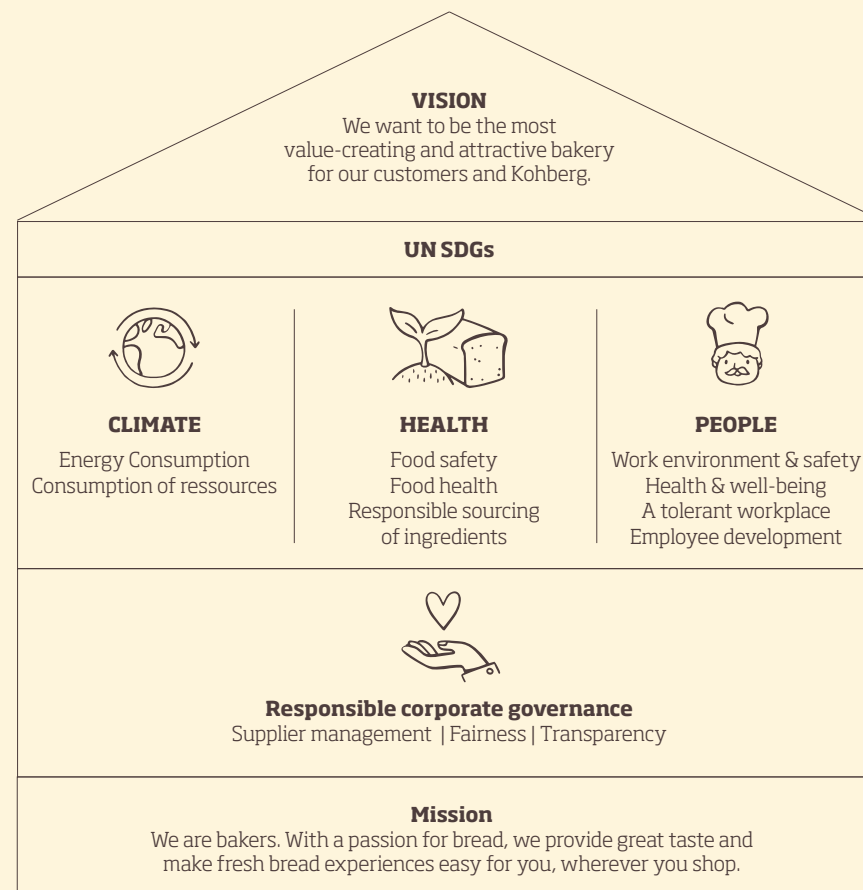 VISION
We want to be the most
value-creating and attractive bakery
for our customers and Kohberg.
UN SDGs
CLIMATE
Energy Consumption
Consumption of ressources
HEALTH
Food safety
Food health
Responsible sourcing
of ingredients
PEOPLE
Work environment & safety
Health & well-being
A tolerant workplace
Employee development
Responsible corporate governance
Supplier management | Fairness | Transparency
Mission
We are bakers. With a passion for bread, we provide great taste and
make fresh bread experiences easy for you, wherever you shop.